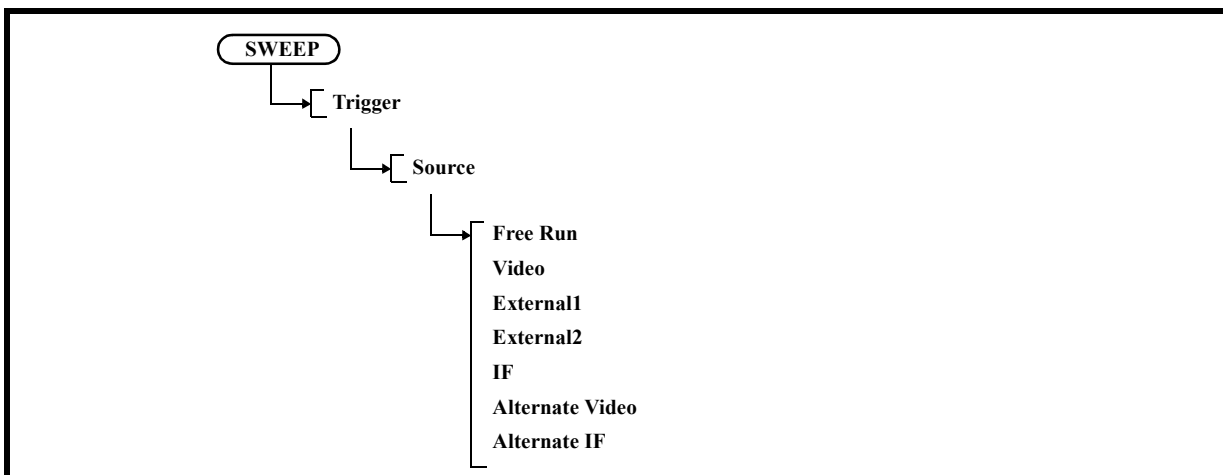 SWEEP
Trigger
Source
Free Run
Video
External1
External2
IF
Alternate Video
Alternate IF